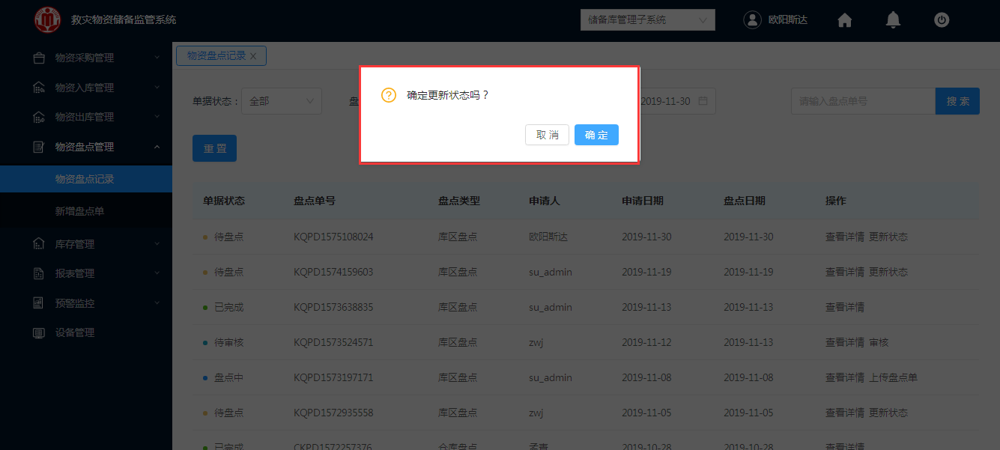 救灾物资储备监管系统
储备库管理子系统
欧阳斯达
物资采购管理
物资入库管理
物资出库管理
物资盘点管理
物资盘点记录
新增盘点单
库存管理
报表管理
预警监控
设备管理
物资盘点记录 X
单据状态： 全部 盘 2019-11-30 请输入盘点单号 搜 索
确定更新状态吗？
取 消 确 定
重 置
单据状态 盘点单号 盘点类型 申请人 申请日期 盘点日期 操作
待盘点 KQPD1575108024 库区盘点 欧阳斯达 2019-11-30 2019-11-30 查看详情 更新状态
待盘点 KQPD1574159603 库区盘点 su_admin 2019-11-19 2019-11-19 查看详情 更新状态
已完成 KQPD1573638835 库区盘点 su_admin 2019-11-13 2019-11-13 查看详情
待审核 KQPD1573524571 库区盘点 zwj 2019-11-12 2019-11-13 查看详情 审核
盘点中 KQPD1573197171 库区盘点 su_admin 2019-11-08 2019-11-08 查看详情 上传盘点单
待盘点 KQPD1572935558 库区盘点 zwj 2019-11-05 2019-11-05 查看详情 更新状态
已完成 CKPD1572257376 仓库盘点 2019-10-28 2019-10-28 查看详情